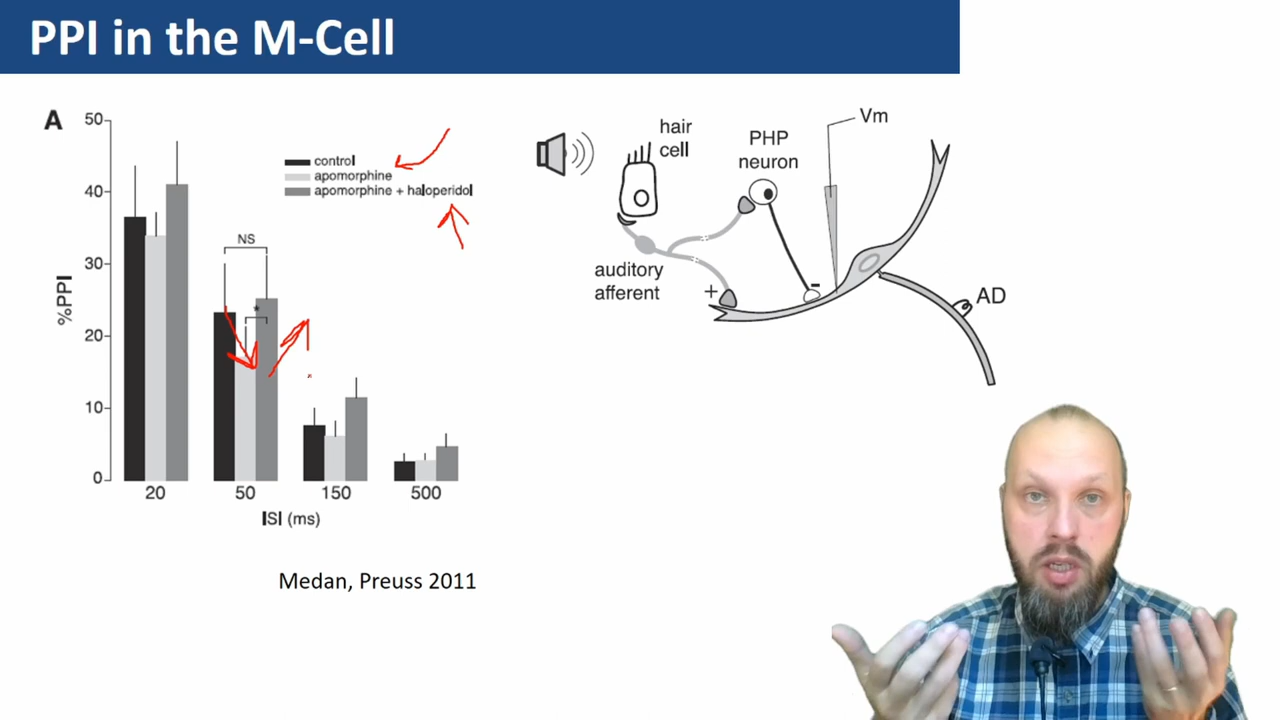 PPI in the M-Cell
A
50
40
30
20
10
0
%PPI
control
apomorphine
apomorphine + haloperidol
NS
*
20 50 150 500
ISI (ms)
Medan, Preuss 2011
hair
cell
PHP
neuron
Vm
auditory
afferent
+
-
AD